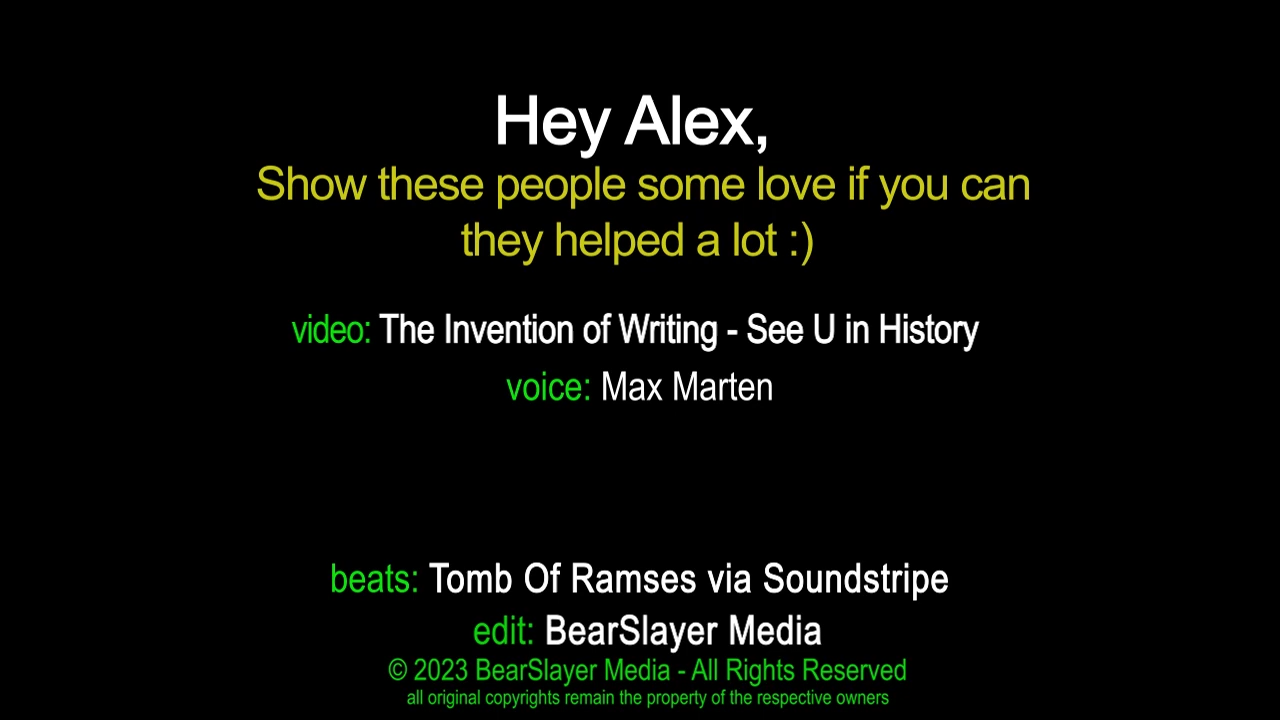 Hey Alex,
Show these people some love if you can
they helped a lot :)
video: The Invention of Writing - See U in History
voice: Max Marten
beats: Tomb Of Ramses via Soundstripe
edit: BearSlayer Media
© 2023 BearSlayer Media - All Rights Reserved
all original copyrights remain the property of the respective owners